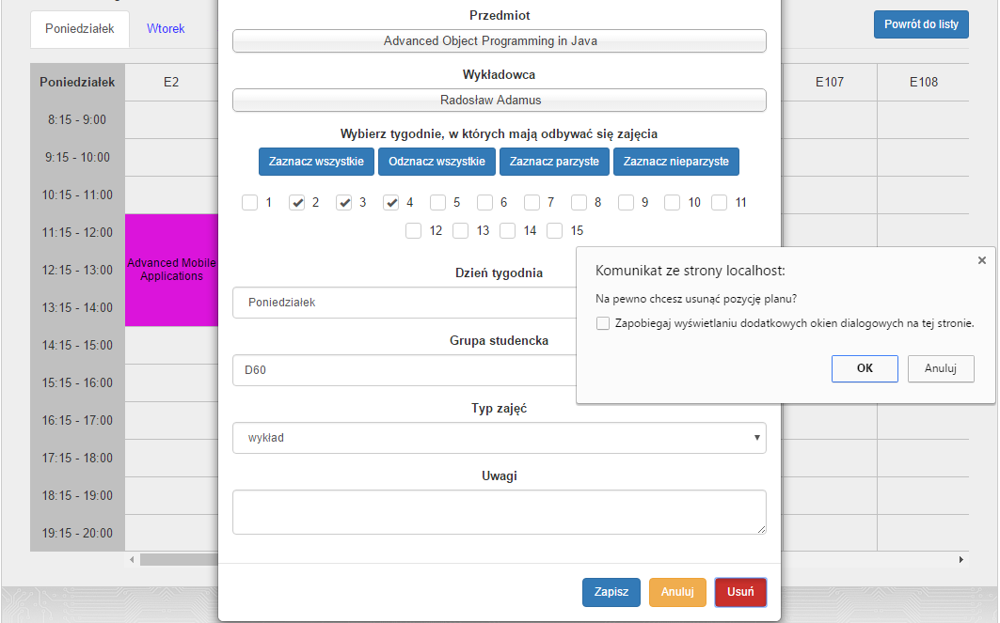 Poniedziałek
Wtorek
Powrót do listy
Poniedziałek
E2
E107
E108
8:15 - 9:00
9:15 - 10:00
10:15 - 11:00
11:15 - 12:00
12:15 - 13:00
13:15 - 14:00
14:15 - 15:00
15:15 - 16:00
16:15 - 17:00
17:15 - 18:00
18:15 - 19:00
19:15 - 20:00
Advanced Mobile
Applications
Przedmiot
Advanced Object Programming in Java
Wykładowca
Radosław Adamus
Wybierz tygodnie, w których mają odbywać się zajęcia
Zaznacz wszystkie
Odznacz wszystkie
Zaznacz parzyste
Zaznacz nieparzyste
1 2 3 4 5 6 7 8 9 10 11
12 13 14 15
Dzień tygodnia
Poniedziałek
Grupa studencka
D60
Typ zajęć
wykład
Uwagi
Zapisz
Anuluj
Usuń
Komunikat ze strony localhost:
Na pewno chcesz usunąć pozycję planu?
Zapobiegaj wyświetlaniu dodatkowych okien dialogowych na tej stronie.
OK
Anuluj